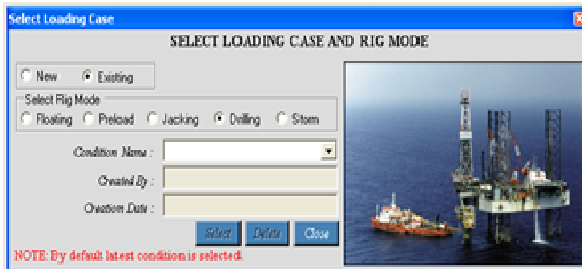 Select Loading Case
SELECT LOADING CASE AND RIG MODE
New Existing
Select Rig Mode
Floating Preload Jacking Drilling Storm
Condition Name :
Created By :
Creation Date :
Select Delete Close
NOTE: By default latest condition is selected.